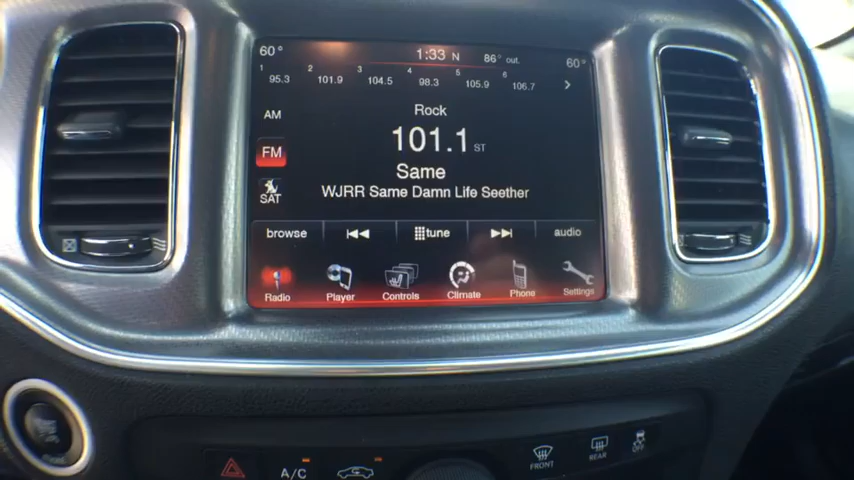 60° 1:33 N 86° out. 60°
1 95.3 2 101.9 3 104.5 4 98.3 5 105.9 6 106.7
AM
Rock
FM
101.1 ST
Same
SAT
WJRR Same Damn Life Seether
browse tune audio
Radio Player Controls Climate Phone Settings
A/C FRONT REAR OFF